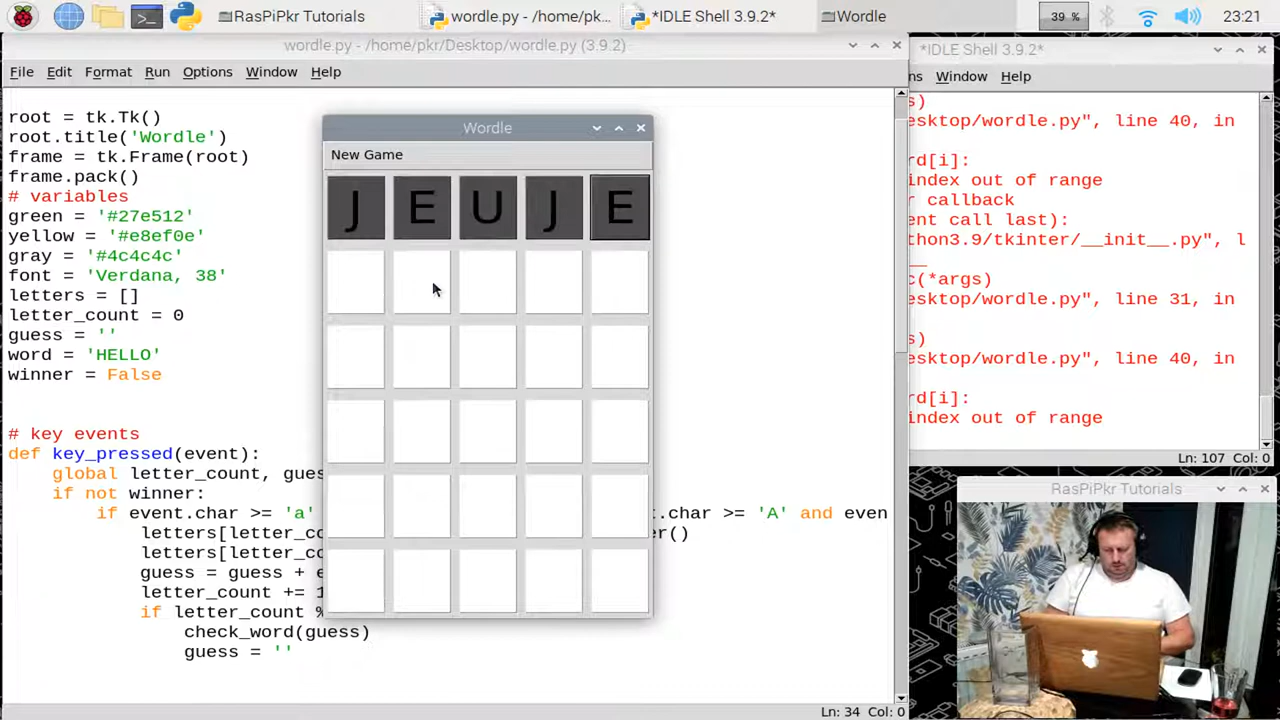 RasPiPkr Tutorials
wordle.py - /home/pk...
*IDLE Shell 3.9.2*
Wordle
39 %
23:21
wordle.py - /home/pkr/Desktop/wordle.py (3.9.2)
File Edit Format Run Options Window Help
root = tk.Tk()
root.title('Wordle')
frame = tk.Frame(root)
frame.pack()
# variables
green = '#27e512'
yellow = '#e8ef0e'
gray = '#4c4c4c'
font = 'Verdana, 38'
letters = []
letter_count = 0
guess = ''
word = 'HELLO'
winner = False
# key events
def key_pressed(event):
global letter_count, gues
if not winner:
if event.char >= 'a' t.char >= 'A' and even
letters[letter_co er()
letters[letter_co
guess = guess + e
letter_count += 1
if letter_count %
check_word(guess)
guess = ''
Ln: 34 Col: 0
Wordle
New Game
J E U J E
*IDLE Shell 3.9.2*
ns Window Help
s)
esktop/wordle.py", line 40, in
rd[i]:
index out of range
r callback
ent call last):
thon3.9/tkinter/__init__.py", l
__
c(*args)
esktop/wordle.py", line 31, in
s)
esktop/wordle.py", line 40, in
rd[i]:
index out of range
Ln: 107 Col: 0
RasPiPkr Tutorials